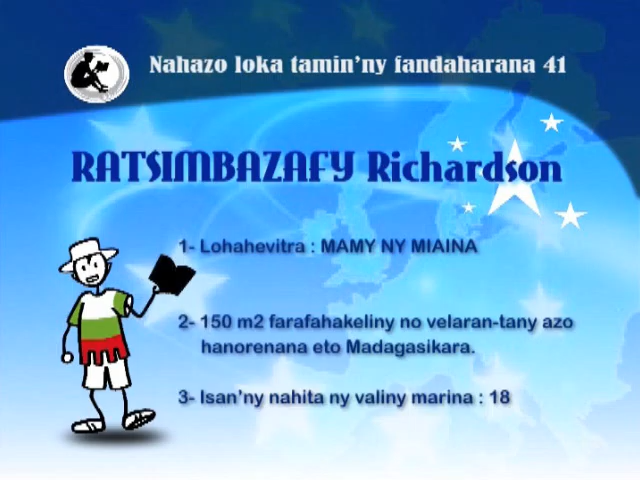 Nahazo loka tamin'ny fandaharana 41
RATSIMBAZAFY Richardson
1- Lohahevitra : MAMY NY MIAINA
2- 150 m2 farafahakeliny no velaran-tany azo
hanorenana eto Madagasikara.
3- Isan'ny nahita ny valiny marina : 18